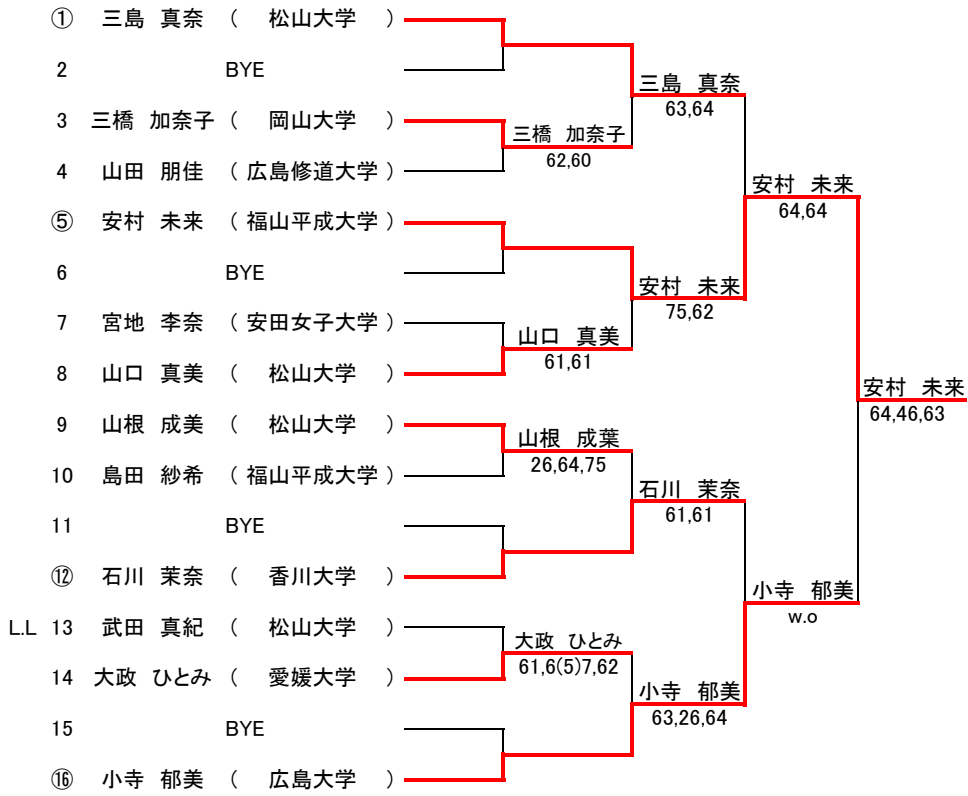 ① 三島 真奈 （ 松山大学 ）
2 BYE
3 三橋 加奈子 （ 岡山大学 ）
4 山田 朋佳 （ 広島修道大学 ）
⑤ 安村 未来 （ 福山平成大学 ）
6 BYE
7 宮地 李奈 （ 安田女子大学 ）
8 山口 真美 （ 松山大学 ）
9 山根 成美 （ 松山大学 ）
10 島田 紗希 （ 福山平成大学 ）
11 BYE
⑫ 石川 茉奈 （ 香川大学 ）
L.L 13 武田 真紀 （ 松山大学 ）
14 大政 ひとみ （ 愛媛大学 ）
15 BYE
⑯ 小寺 郁美 （ 広島大学 ）
三橋 加奈子
62,60
山口 真美
61,61
山根 成葉
26,64,75
大政 ひとみ
61,6(5)7,62
三島 真奈
63,64
安村 未来
75,62
石川 茉奈
61,61
小寺 郁美
63,26,64
安村 未来
64,64
小寺 郁美
w.o
安村 未来
64,46,63